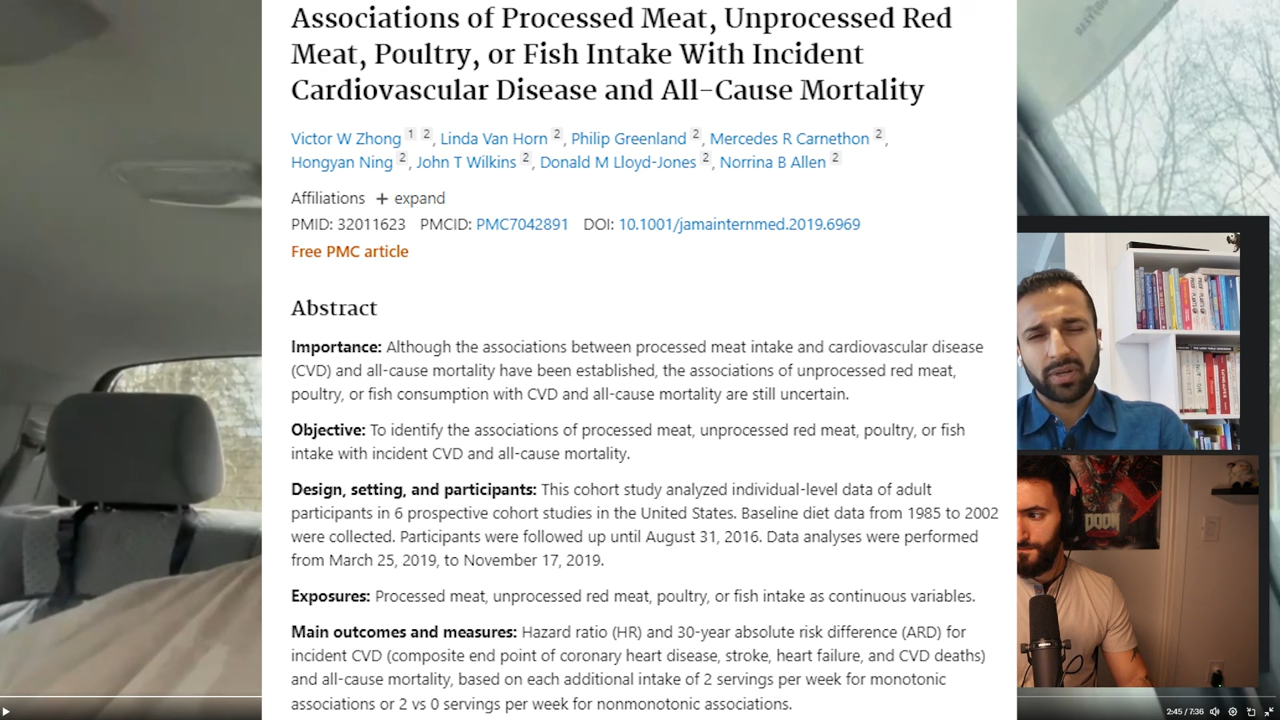 Associations of Processed Meat, Unprocessed Red
Meat, Poultry, or Fish Intake With Incident
Cardiovascular Disease and All-Cause Mortality
Victor W Zhong 1 2, Linda Van Horn 2, Philip Greenland 2, Mercedes R Carnethon 2,
Hongyan Ning 2, John T Wilkins 2, Donald M Lloyd-Jones 2, Norrina B Allen 2
Affiliations + expand
PMID: 32011623 PMCID: PMC7042891 DOI: 10.1001/jamainternmed.2019.6969
Free PMC article
Abstract
Importance: Although the associations between processed meat intake and cardiovascular disease
(CVD) and all-cause mortality have been established, the associations of unprocessed red meat,
poultry, or fish consumption with CVD and all-cause mortality are still uncertain.
Objective: To identify the associations of processed meat, unprocessed red meat, poultry, or fish
intake with incident CVD and all-cause mortality.
Design, setting, and participants: This cohort study analyzed individual-level data of adult
participants in 6 prospective cohort studies in the United States. Baseline diet data from 1985 to 2002
were collected. Participants were followed up until August 31, 2016. Data analyses were performed
from March 25, 2019, to November 17, 2019.
Exposures: Processed meat, unprocessed red meat, poultry, or fish intake as continuous variables.
Main outcomes and measures: Hazard ratio (HR) and 30-year absolute risk difference (ARD) for
incident CVD (composite end point of coronary heart disease, stroke, heart failure, and CVD deaths)
and all-cause mortality, based on each additional intake of 2 servings per week for monotonic
associations or 2 vs 0 servings per week for nonmonotonic associations.
DOOM
2:45 / 7:36